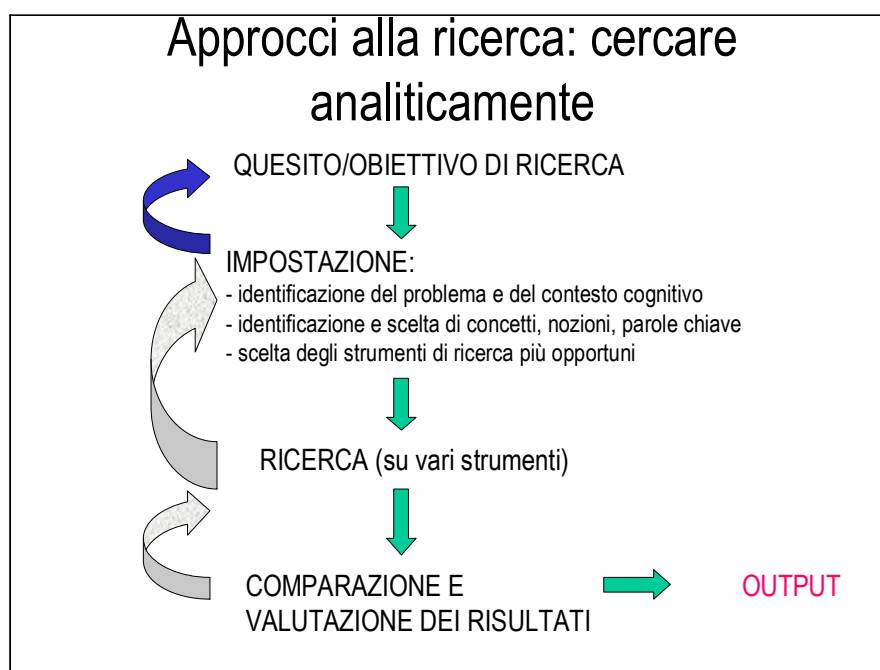 Approcci alla ricerca: cercare
analiticamente
QUESITO/OBIETTIVO DI RICERCA
IMPOSTAZIONE:
- identificazione del problema e del contesto cognitivo
- identificazione e scelta di concetti, nozioni, parole chiave
- scelta degli strumenti di ricerca più opportuni
RICERCA (su vari strumenti)
COMPARAZIONE E
VALUTAZIONE DEI RISULTATI
OUTPUT